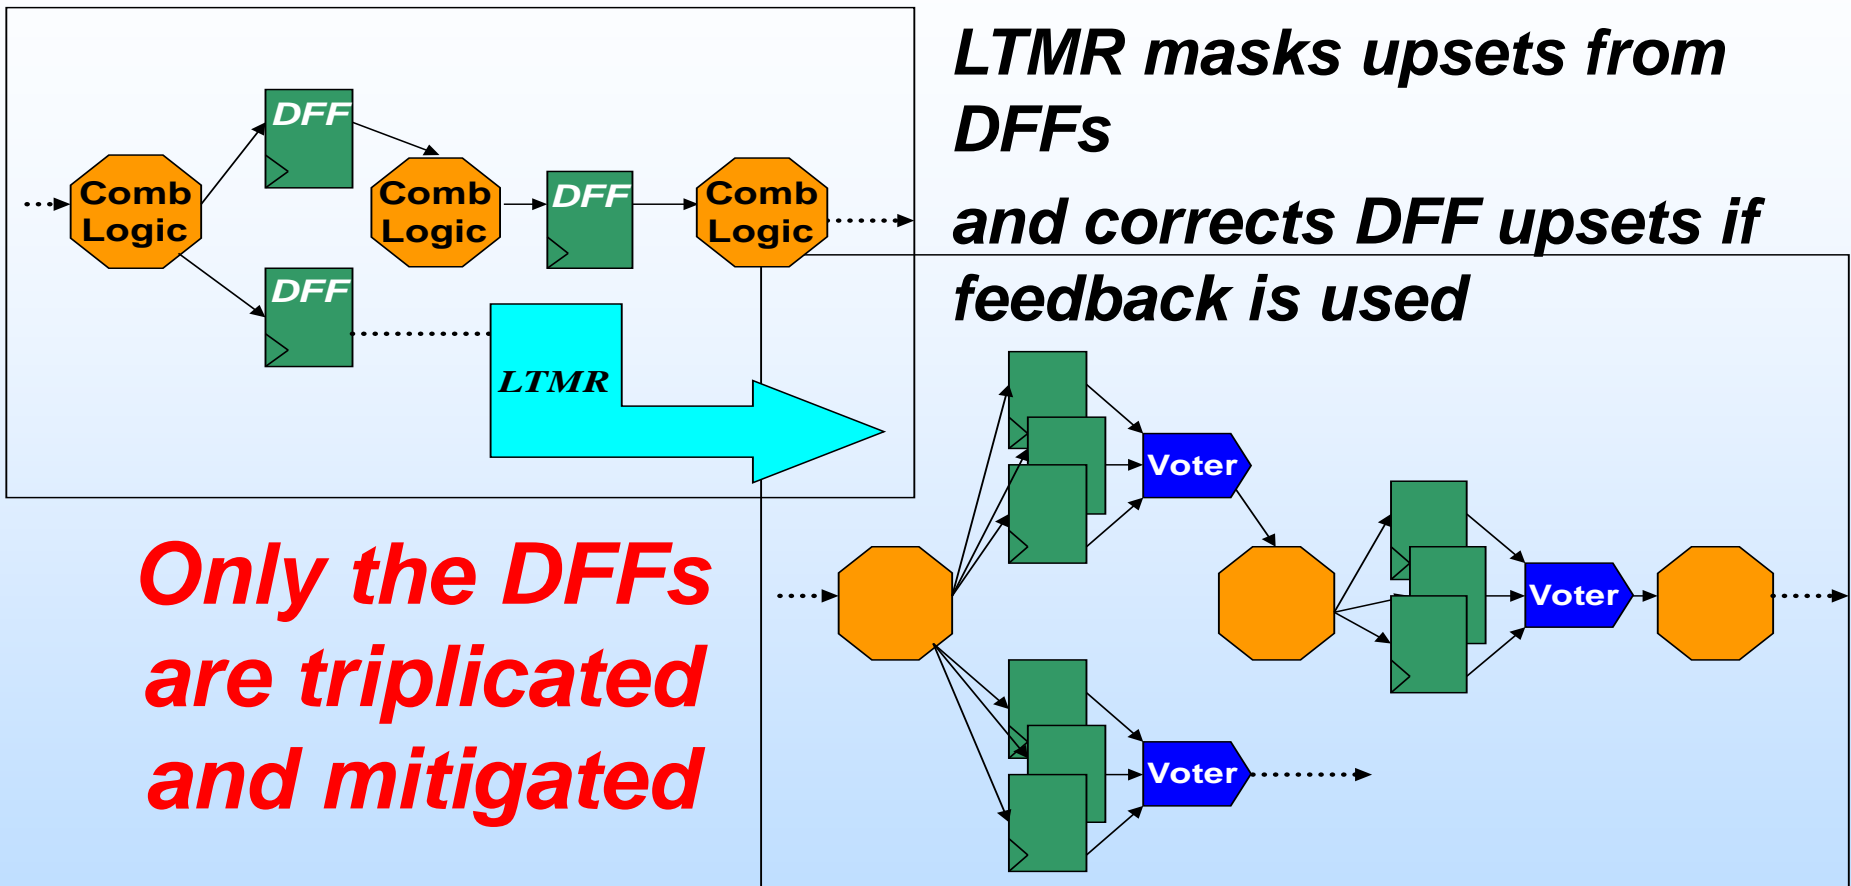 LTMR masks upsets from
DFFs
and corrects DFF upsets if
feedback is used
DFF
Comb
Logic
Comb
Logic
DFF
Comb
Logic
DFF
LTMR
Only the DFFs
are triplicated
and mitigated
Voter
Voter
Voter